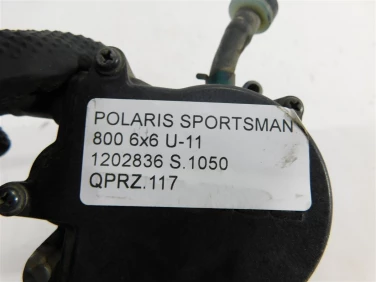 POLARIS SPORTSMAN
800 6x6 U-11
1202836 S.1050
QPRZ.117